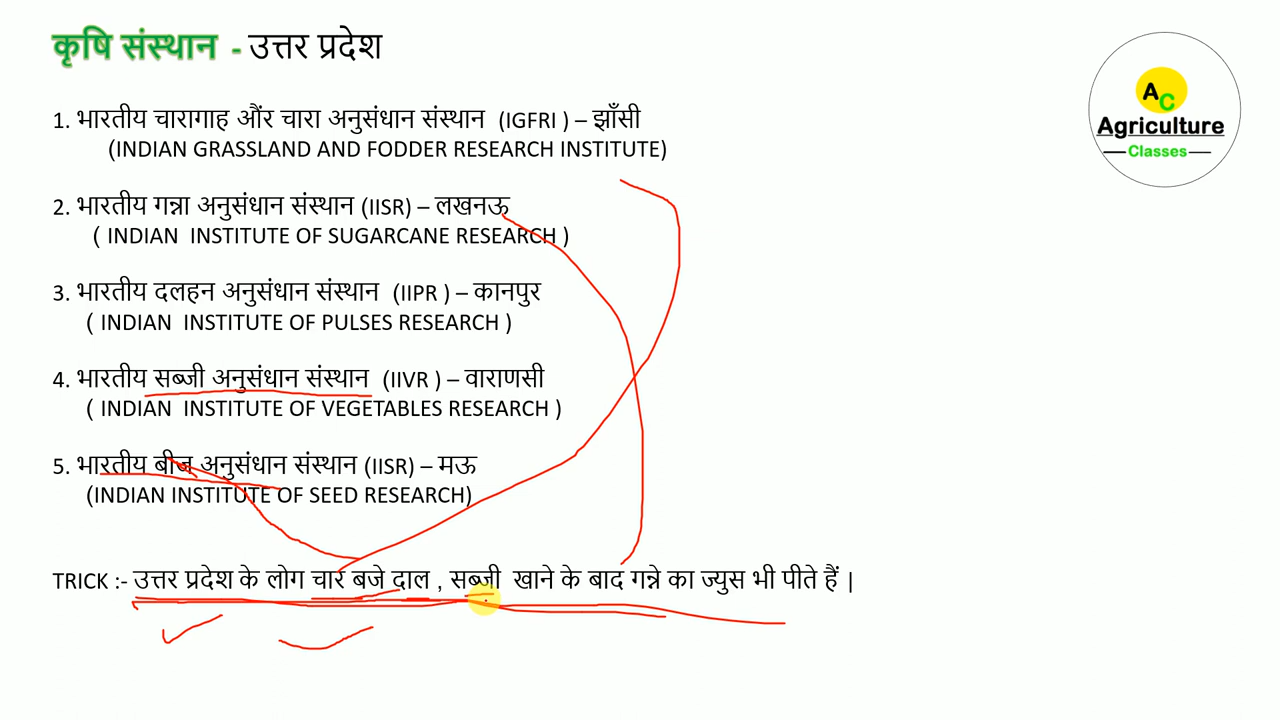 कृषि संस्थान - उत्तर प्रदेश
AC
Agriculture
Classes
1. भारतीय चारागाह औंर चारा अनुसंधान संस्थान (IGFRI ) – झाँसी
(INDIAN GRASSLAND AND FODDER RESEARCH INSTITUTE)
2. भारतीय गन्ना अनुसंधान संस्थान (IISR) – लखनऊ
( INDIAN INSTITUTE OF SUGARCANE RESEARCH )
3. भारतीय दलहन अनुसंधान संस्थान (IIPR ) – कानपुर
( INDIAN INSTITUTE OF PULSES RESEARCH )
4. भारतीय सब्जी अनुसंधान संस्थान (IIVR ) – वाराणसी
( INDIAN INSTITUTE OF VEGETABLES RESEARCH )
5. भारतीय बीज अनुसंधान संस्थान (IISR) – मऊ
(INDIAN INSTITUTE OF SEED RESEARCH)
TRICK :- उत्तर प्रदेश के लोग चार बजे दाल , सब्जी खाने के बाद गन्ने का ज्युस भी पीते हैं |